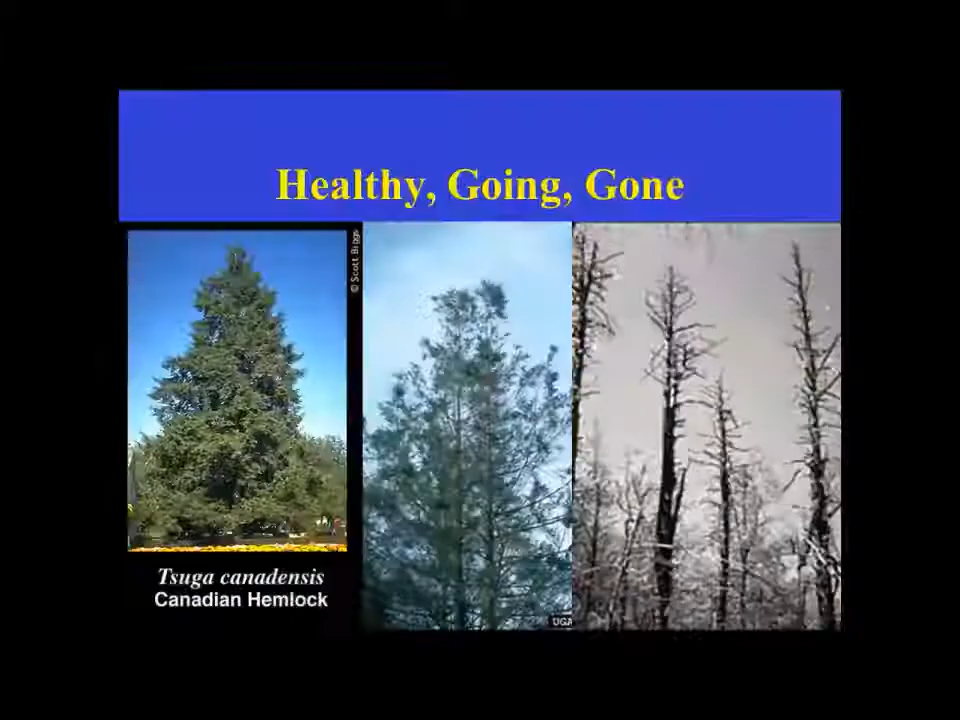 Healthy, Going, Gone
© Scott Biggs
Tsuga canadensis
Canadian Hemlock
UGA